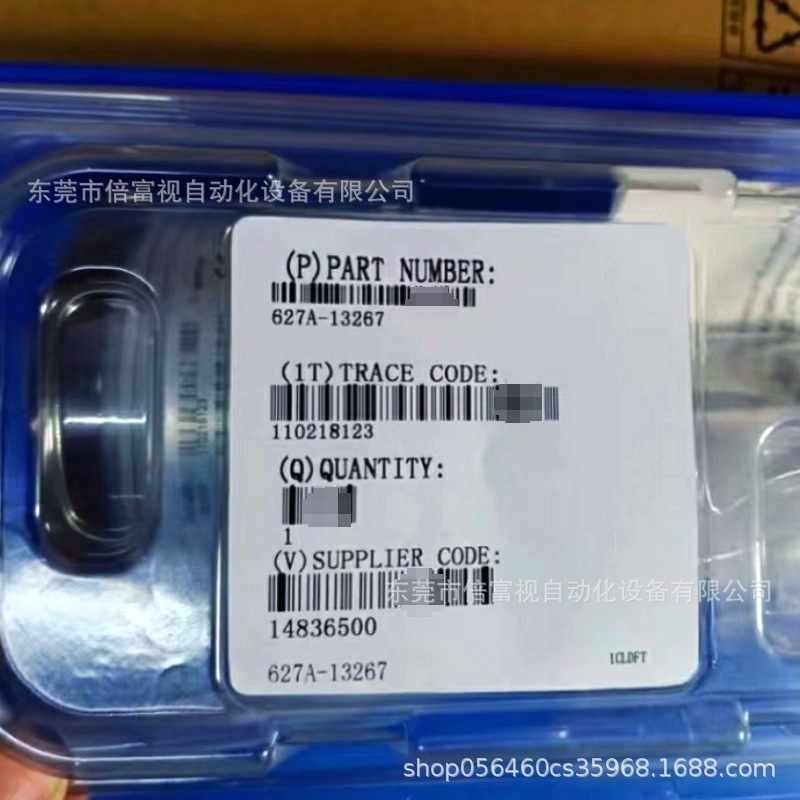 东莞市倍富视自动化设备有限公司
(P)PART NUMBER:
627A-13267
(1T)TRACE CODE:
110218123
(Q)QUANTITY:
1
(V)SUPPLIER CODE:
东莞市倍富视自动化设备有限公司
14836500
627A-13267
1CLDFT
shop056460cs35968.1688.com